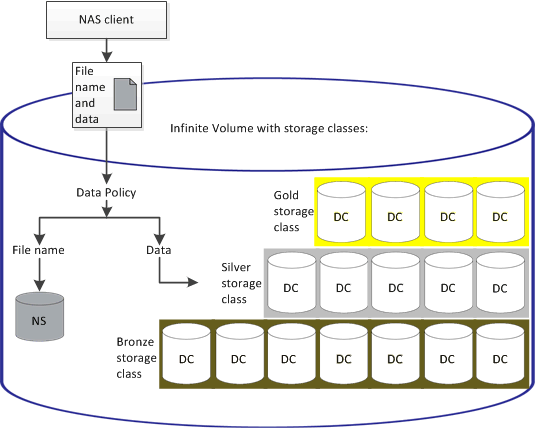 NAS client
File
name
and
data
Infinite Volume with storage classes:
Data Policy
File name
Data
NS
Gold
storage
class
DC DC DC DC
Silver
storage
class
DC DC DC DC DC
Bronze
storage
class
DC DC DC DC DC DC DC